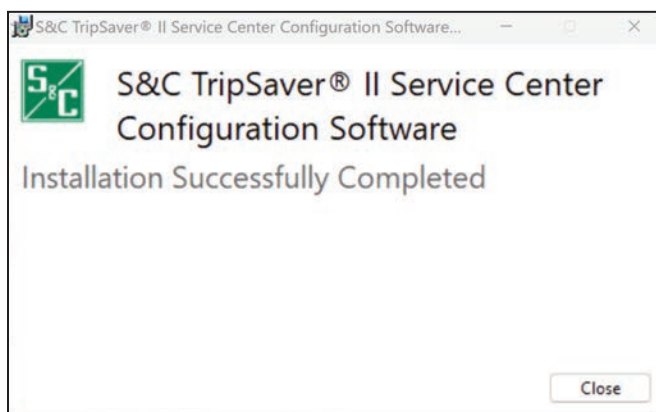 S&C TripSaver® II Service Center Configuration Software...
S&C
S&C TripSaver® II Service Center
Configuration Software
Installation Successfully Completed
Close